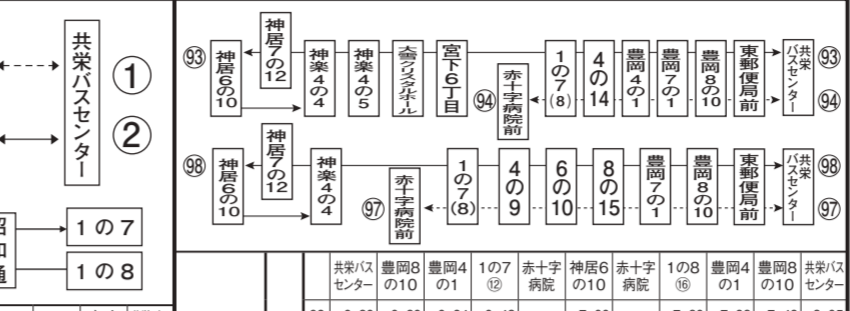 共栄バスセンター
①
②
昭和通
1の7
1の8
㊝
神居6の10
神居7の12
神楽4の4
神楽4の5
大雪クリスタルホール
宮下6丁目
94
赤十字病院前
1の7(8)
4の14
豊岡4の1
豊岡7の1
豊岡8の10
東郵便局前
共栄バスセンター
93
94
98
神居6の10
神居7の12
神楽4の4
97
赤十字病院前
1の7(8)
4の9
6の10
8の15
豊岡7の1
豊岡8の10
東郵便局前
共栄バスセンター
98
97
共栄バス 豊岡8 豊岡4 1の7 赤十字 神居6 赤十字 1の8 豊岡4 豊岡8 共栄バス
センター の10 の1 ⑫ 病院 の10 病院 ⑯ の1 の10 センター